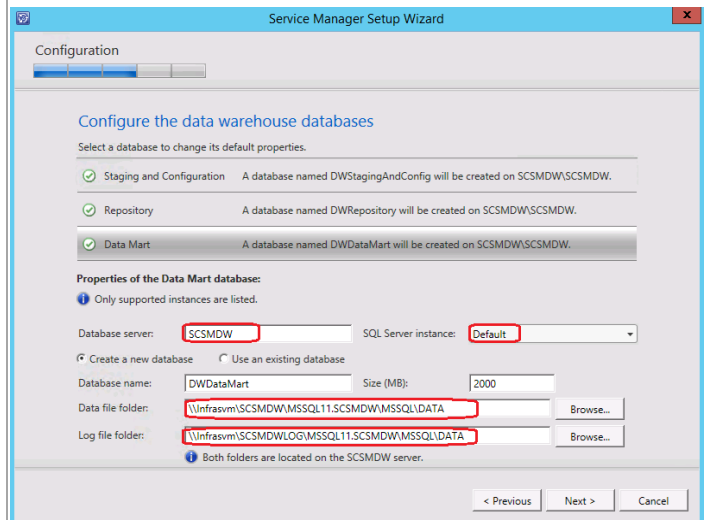 Service Manager Setup Wizard
x
Configuration
Configure the data warehouse databases
Select a database to change its default properties.
Staging and Configuration A database named DWStagingAndConfig will be created on SCSMDW\SCSMDW.
Repository A database named DWRepository will be created on SCSMDW\SCSMDW.
Data Mart A database named DWDataMart will be created on SCSMDW\SCSMDW.
Properties of the Data Mart database:
Only supported instances are listed.
Database server: SCSMDW SQL Server instance: Default
Create a new database Use an existing database
Database name: DWDataMart Size (MB): 2000
Data file folder: \\Infrasvm\SCSMDW\MSSQL11.SCSMDW\MSSQL\DATA Browse...
Log file folder: \\Infrasvm\SCSMDWLOG\MSSQL11.SCSMDW\MSSQL\DATA Browse...
Both folders are located on the SCSMDW server.
< Previous Next > Cancel